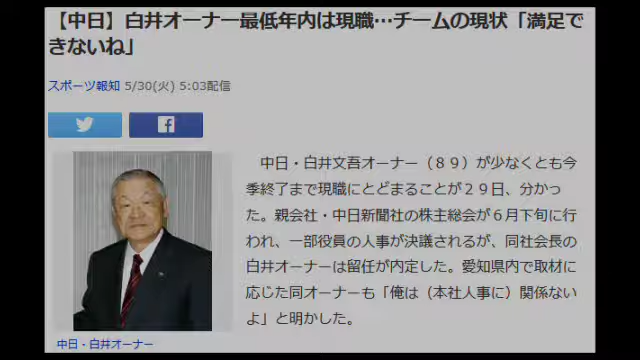 【中日】白井オーナー最低年内は現職…チームの現状「満足で
きないね」
スポーツ報知 5/30(火) 5:03配信
中日・白井文吾オーナー（８９）が少なくとも今
季終了まで現職にとどまることが２９日、分かっ
た。親会社・中日新聞社の株主総会が６月下旬に行
われ、一部役員の人事が決議されるが、同社会長の
白井オーナーは留任が内定した。愛知県内で取材に
応じた同オーナーも「俺は（本社人事に）関係ない
よ」と明かした。
中日・白井オーナー